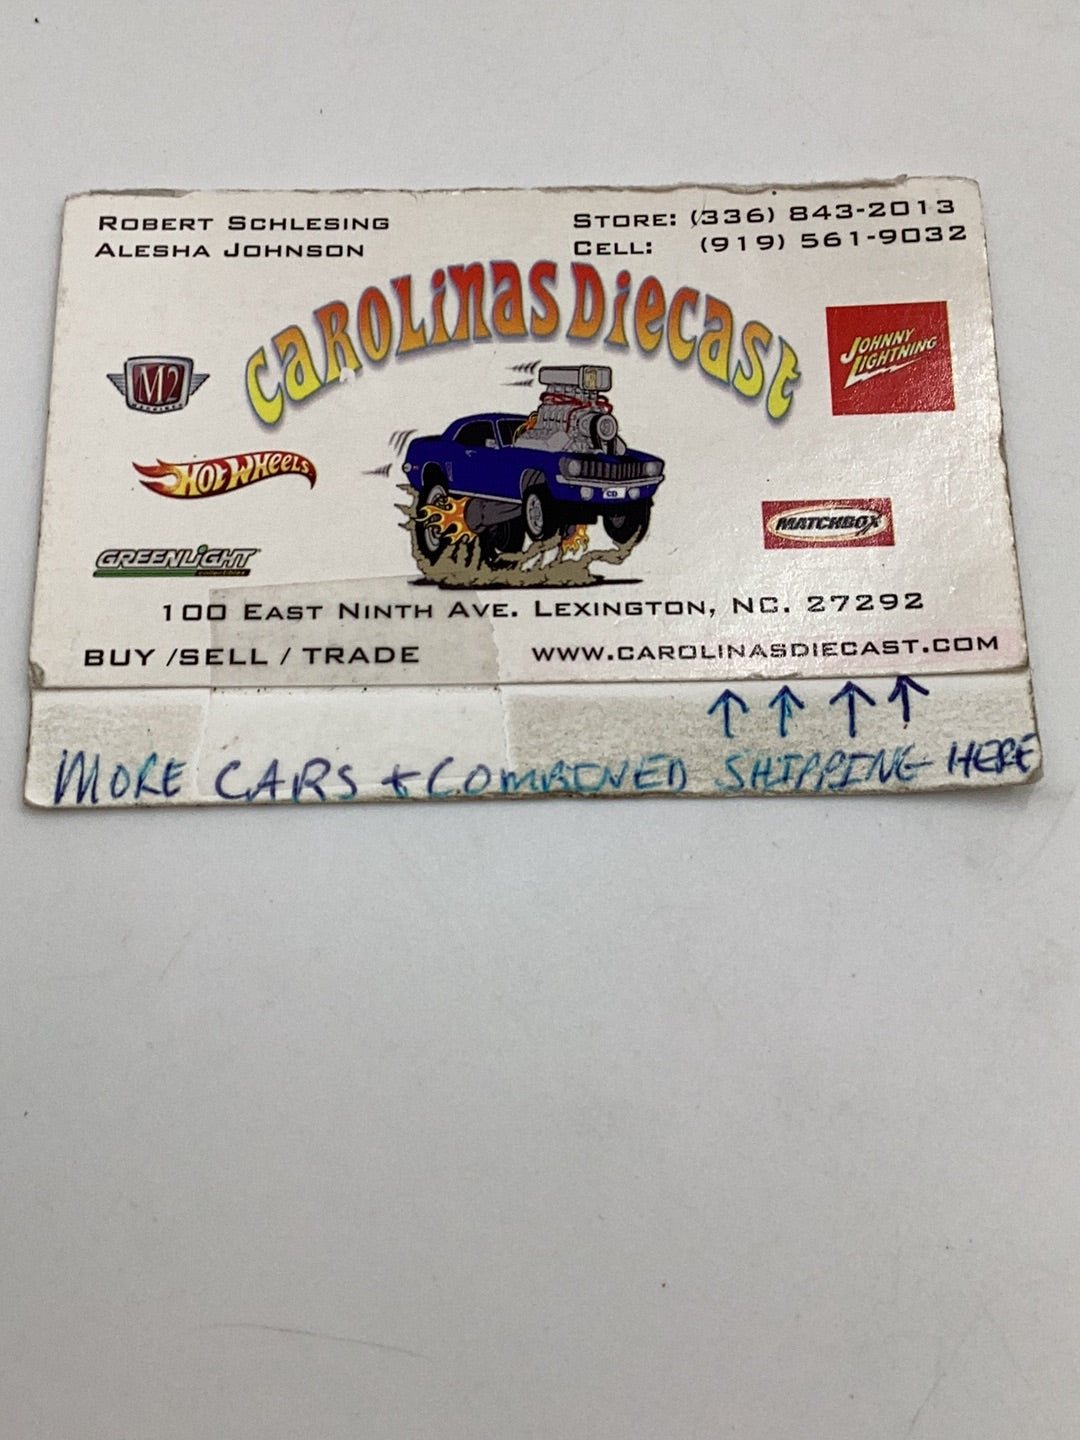 ROBERT SCHLESING
ALESHA JOHNSON
STORE: (336) 843-2013
CELL: (919) 561-9032
CAROLINAS DIECAST
M2
JOHNNY
LIGHTNING
HOT WHEELS
CD
MATCHBOX
GREENLIGHT
collectibles
100 EAST NINTH AVE. LEXINGTON, NC. 27292
BUY /SELL / TRADE
WWW.CAROLINASDIECAST.COM
MORE CARS + COMBINED SHIPPING HERE